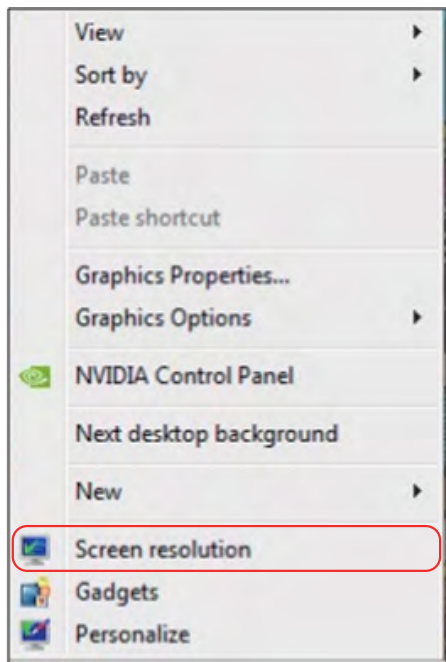 View
Sort by
Refresh
Paste
Paste shortcut
Graphics Properties...
Graphics Options
NVIDIA Control Panel
Next desktop background
New
Screen resolution
Gadgets
Personalize